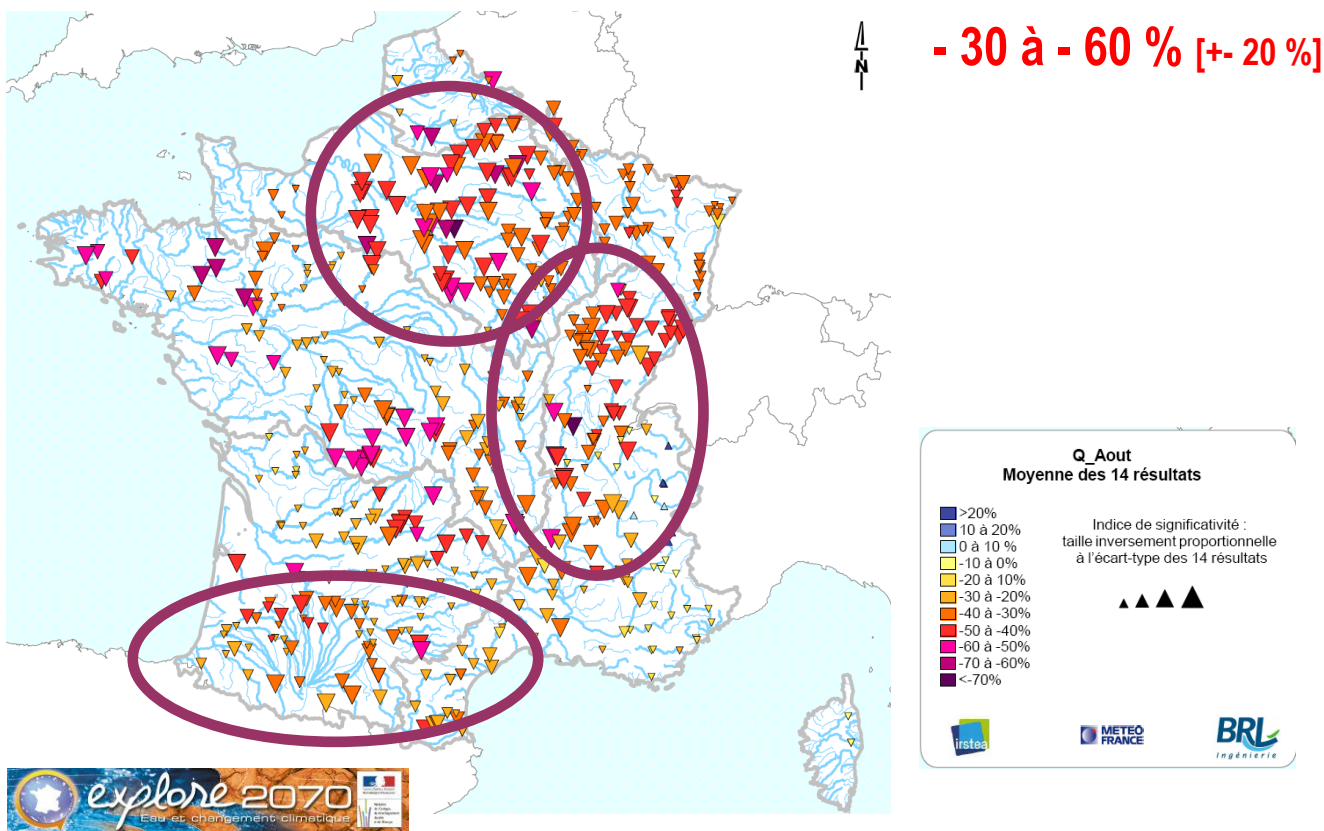 - 30 à - 60 % [+- 20 %]
N
Q_Aout
Moyenne des 14 résultats
>20%
10 à 20%
0 à 10 %
-10 à 0%
-20 à 10%
-30 à -20%
-40 à -30%
-50 à -40%
-60 à -50%
-70 à -60%
<-70%
Indice de significativité :
taille inversement proportionnelle
à l'écart-type des 14 résultats
irstea
METEO
FRANCE
BRL
Ingénierie
explore 2070
Eau et changement climatique